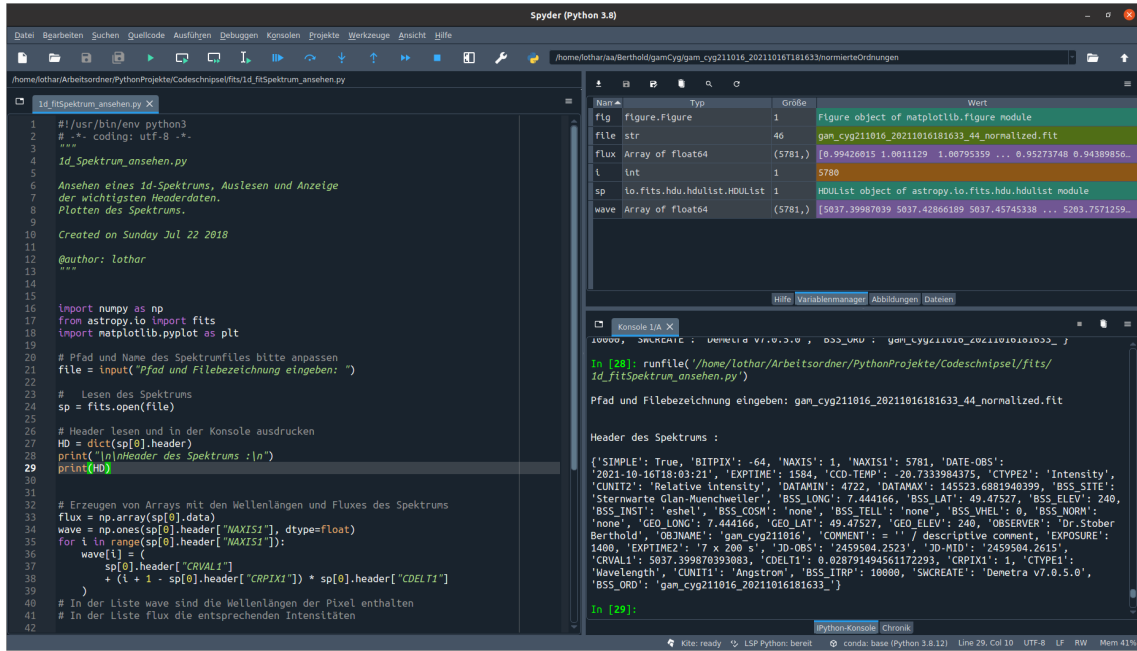 Spyder (Python 3.8)
Datei Bearbeiten Suchen Quellcode Ausführen Debuggen Konsolen Projekte Werkzeuge Ansicht Hilfe
/home/lothar/aa/Berthold/gamCyg/gam_cyg211016_20211016T181633/normierteOrdnungen
/home/lothar/Arbeitsordner/PythonProjekte/Codeschnipsel/fits/1d_fitSpektrum_ansehen.py
1d_fitSpektrum_ansehen.py
1 #!/usr/bin/env python3
2 # -*- coding: utf-8 -*-
3 """
4 1d_Spektrum_ansehen.py
5
6 Ansehen eines 1d-Spektrums, Auslesen und Anzeige
7 der wichtigsten Headerdaten.
8 Plotten des Spektrums.
9
10 Created on Sunday Jul 22 2018
11
12 @author: lothar
13 """
14
15
16 import numpy as np
17 from astropy.io import fits
18 import matplotlib.pyplot as plt
19
20 # Pfad und Name des Spektrumfiles bitte anpassen
21 file = input("Pfad und Filebezeichnung eingeben: ")
22
23 #   Lesen des Spektrums
24 sp = fits.open(file)
25
26 # Header lesen und in der Konsole ausdrucken
27 HD = dict(sp[0].header)
28 print("\n\nHeader des Spektrums :\n")
29 print(HD)
30
31
32 # Erzeugen von Arrays mit den Wellenlängen und Fluxes des Spektrums
33 flux = np.array(sp[0].data)
34 wave = np.ones(sp[0].header["NAXIS1"], dtype=float)
35 for i in range(sp[0].header["NAXIS1"]):
36     wave[i] = (
37         sp[0].header["CRVAL1"]
38         + (i + 1 - sp[0].header["CRPIX1"]) * sp[0].header["CDELT1"]
39     )
40 # In der Liste wave sind die Wellenlängen der Pixel enthalten
41 # In der Liste flux die entsprechenden Intensitäten
42
Nam Typ Größe Wert
fig figure.Figure 1 Figure object of matplotlib.figure module
file str 46 gam_cyg211016_20211016181633_44_normalized.fit
flux Array of float64 (5781,) [0.99426015 1.0011129 1.00795359 ... 0.95273748 0.94389856…
i int 1 5780
sp io.fits.hdu.hdulist.HDUList 1 HDUList object of astropy.io.fits.hdu.hdulist module
wave Array of float64 (5781,) [5037.39987039 5037.42866189 5037.45745338 ... 5203.7571259…
Hilfe Variablenmanager Abbildungen Dateien
Konsole 1/A
10000, 'SWCREATE': 'Demetra v7.0.5.0', 'BSS_ORD': 'gam_cyg211016_20211016181633_'}
In [28]: runfile('/home/lothar/Arbeitsordner/PythonProjekte/Codeschnipsel/fits/
1d_fitSpektrum_ansehen.py')
Pfad und Filebezeichnung eingeben: gam_cyg211016_20211016181633_44_normalized.fit
Header des Spektrums :
{'SIMPLE': True, 'BITPIX': -64, 'NAXIS': 1, 'NAXIS1': 5781, 'DATE-OBS':
'2021-10-16T18:03:21', 'EXPTIME': 1584, 'CCD-TEMP': -20.7333984375, 'CTYPE2': 'Intensity',
'CUNIT2': 'Relative intensity', 'DATAMIN': 4722, 'DATAMAX': 145523.6881940399, 'BSS_SITE':
'Sternwarte Glan-Muenchweiler', 'BSS_LONG': 7.444166, 'BSS_LAT': 49.47527, 'BSS_ELEV': 240,
'BSS_INST': 'eshel', 'BSS_COSM': 'none', 'BSS_TELL': 'none', 'BSS_VHEL': 0, 'BSS_NORM':
'none', 'GEO_LONG': 7.444166, 'GEO_LAT': 49.47527, 'GEO_ELEV': 240, 'OBSERVER': 'Dr.Stober
Berthold', 'OBJNAME': 'gam_cyg211016', 'COMMENT': = '' / descriptive comment, 'EXPOSURE':
1400, 'EXPTIME2': '7 x 200 s', 'JD-OBS': '2459504.2523', 'JD-MID': '2459504.2615',
'CRVAL1': 5037.399870393083, 'CDELT1': 0.028791494561172293, 'CRPIX1': 1, 'CTYPE1':
'Wavelength', 'CUNIT1': 'Angstrom', 'BSS_ITRP': 10000, 'SWCREATE': 'Demetra v7.0.5.0',
'BSS_ORD': 'gam_cyg211016_20211016181633_'}
In [29]:
IPython-Konsole Chronik
Kite: ready LSP Python: bereit conda: base (Python 3.8.12) Line 29, Col 10 UTF-8 LF RW Mem 41%